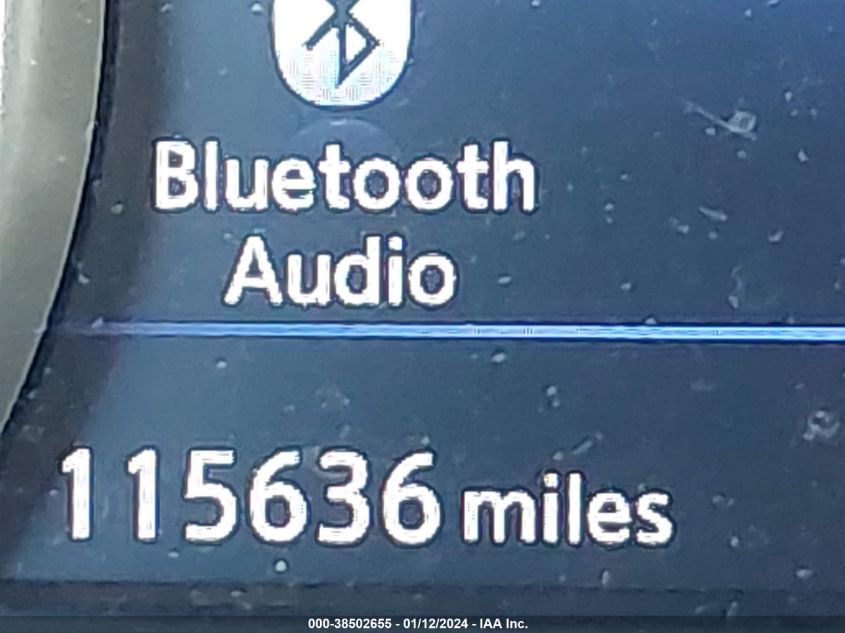 Bluetooth
Audio
115636 miles
000-38502655 - 01/12/2024 - IAA Inc.